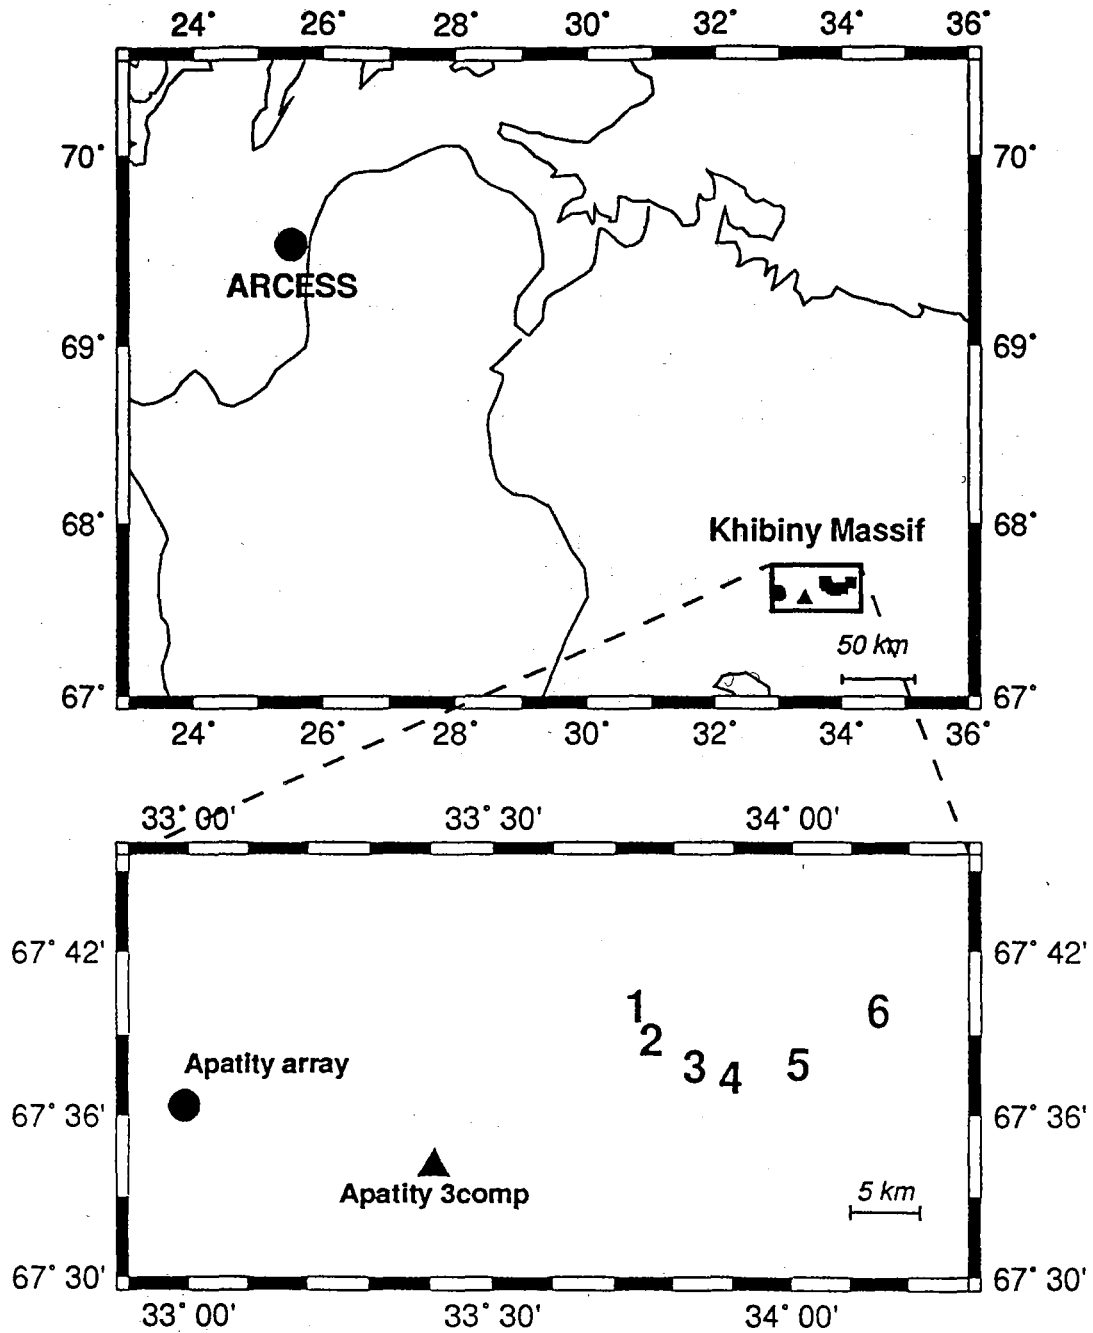 24° 26° 28° 30° 32° 34° 36°
70° 70°
ARCESS
69° 69°
68° 68°
Khibiny Massif
50 km
67° 67°
24° 26° 28° 30° 32° 34° 36°
33° 00' 33° 30' 34° 00'
67° 42' 67° 42'
1 6
2
3 4 5
Apatity array
67° 36' 67° 36'
Apatity 3comp
5 km
67° 30' 67° 30'
33° 00' 33° 30' 34° 00'